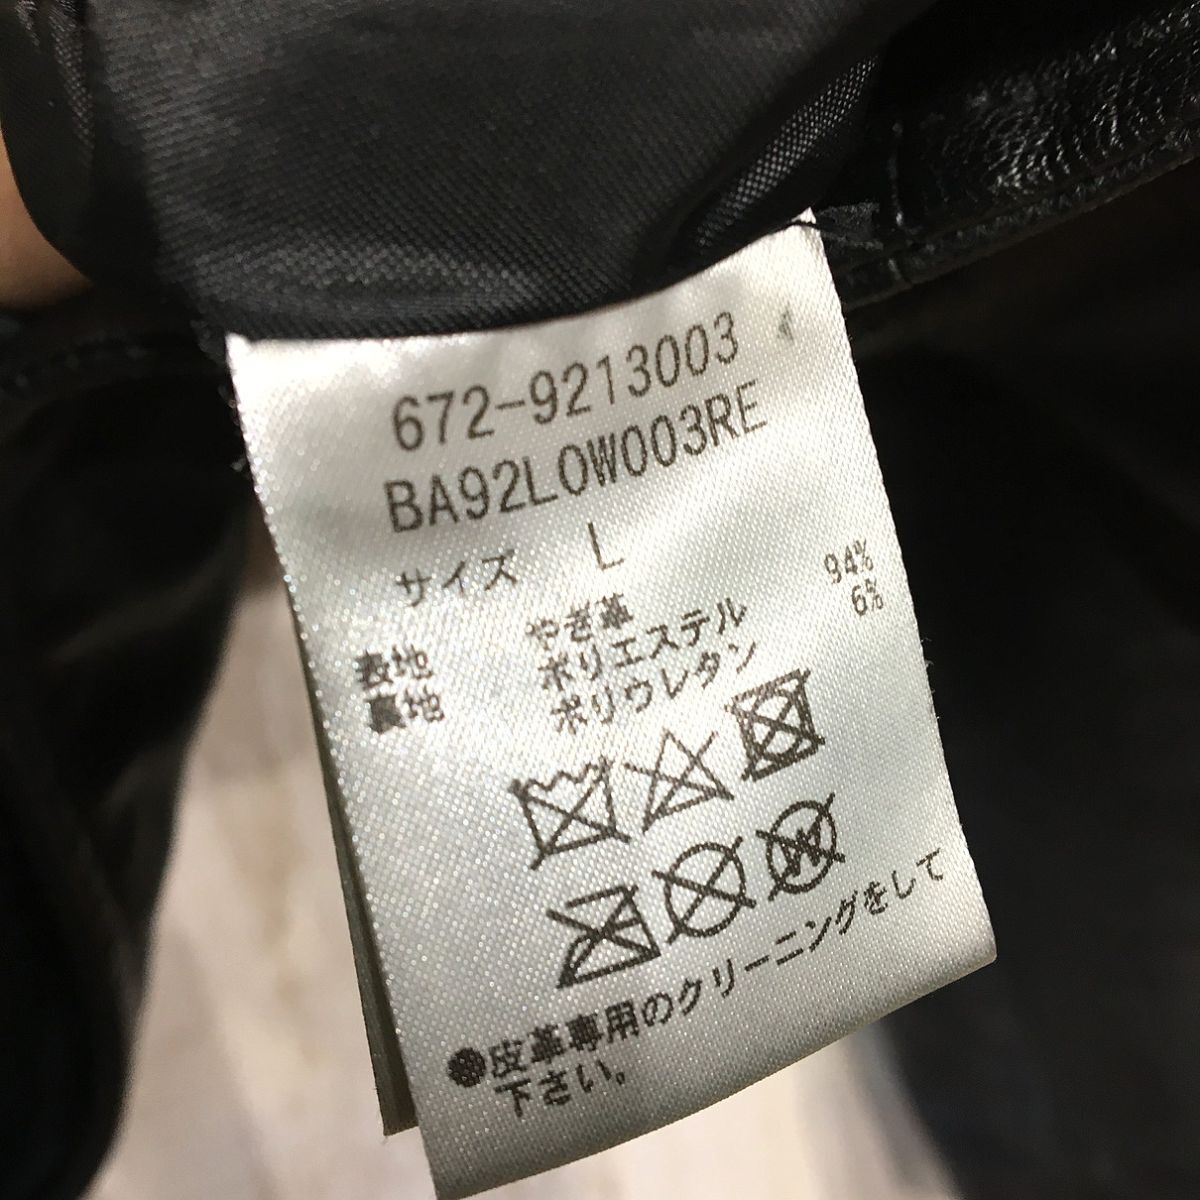 672-9213003
BA92LOW003RE
サイズ L
表地 やぎ革
裏地 ポリエステル 94%
ポリウレタン 6%
W
●皮革専用のクリーニングをして
下さい。